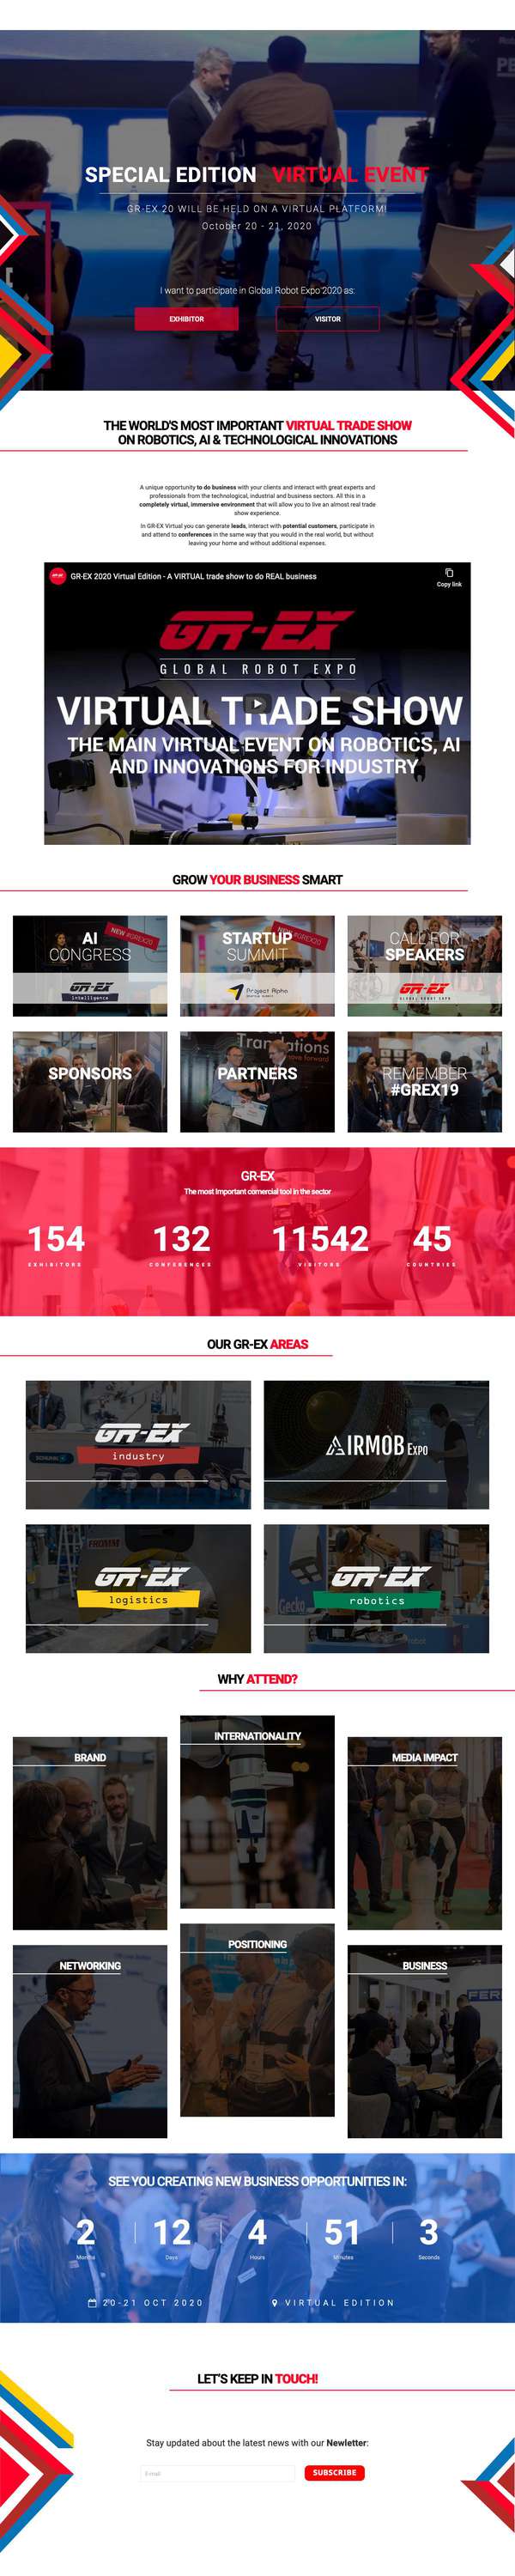 SPECIAL EDITION VIRTUAL EVENT
GR-EX 20 WILL BE HELD ON A VIRTUAL PLATFORM!
October 20 - 21, 2020
I want to participate in Global Robot Expo 2020 as:
EXHIBITOR
VISITOR
THE WORLD'S MOST IMPORTANT VIRTUAL TRADE SHOW
ON ROBOTICS, AI & TECHNOLOGICAL INNOVATIONS
A unique opportunity to do business with your clients and interact with great experts and
professionals from the technological, industrial and business sectors. All this in a
completely virtual, immersive environment that will allow you to live an almost real trade
show experience.
In GR-EX Virtual you can generate leads, interact with potential customers, participate in
and attend to conferences in the same way that you would in the real world, but without
leaving your home and without additional expenses.
GR-EX 2020 Virtual Edition - A VIRTUAL trade show to do REAL business
Copy link
GR-EX
GLOBAL ROBOT EXPO
VIRTUAL TRADE SHOW
THE MAIN VIRTUAL EVENT ON ROBOTICS, AI
AND INNOVATIONS FOR INDUSTRY
GROW YOUR BUSINESS SMART
NEW #GREX20
AI
CONGRESS
GR-EX
intelligence
NEW #GREX20
STARTUP
SUMMIT
Project Alpha
CALL FOR
SPEAKERS
GR-EX
GLOBAL ROBOT EXPO
SPONSORS
PARTNERS
REMEMBER
#GREX19
GR-EX
The most important comercial tool in the sector
154
132
11542
45
EXHIBITORS
CONFERENCES
VISITORS
COUNTRIES
OUR GR-EX AREAS
SCHUNK
GR-EX
industry
AIRMOB EXPO
FROMM
GR-EX
logistics
Gecko
GR-EX
robotics
WHY ATTEND?
BRAND
INTERNATIONALITY
MEDIA IMPACT
NETWORKING
POSITIONING
BUSINESS
SEE YOU CREATING NEW BUSINESS OPPORTUNITIES IN:
2
12
4
51
3
Months
Days
Hours
Minutes
Seconds
20-21 OCT 2020
VIRTUAL EDITION
LET'S KEEP IN TOUCH!
Stay updated about the latest news with our Newletter:
Email
SUBSCRIBE